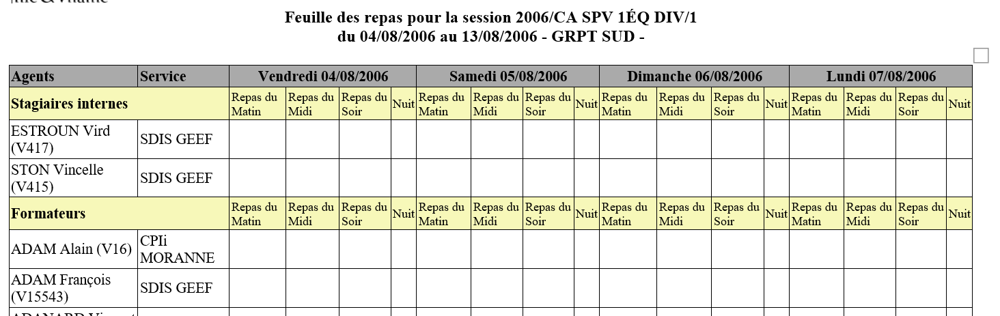 Feuille des repas pour la session 2006/CA SPV 1ÉQ DIV/1
du 04/08/2006 au 13/08/2006 - GRPT SUD -
Agents Service Vendredi 04/08/2006 Samedi 05/08/2006 Dimanche 06/08/2006 Lundi 07/08/2006
Stagiaires internes Repas du Matin Repas du Midi Repas du Soir Nuit Repas du Matin Repas du Midi Repas du Soir Nuit Repas du Matin Repas du Midi Repas du Soir Nuit Repas du Matin Repas du Midi Repas du Soir Nuit
ESTROUN Vird
(V417)
SDIS GEEF
STON Vincelle
(V415)
SDIS GEEF
Formateurs Repas du Matin Repas du Midi Repas du Soir Nuit Repas du Matin Repas du Midi Repas du Soir Nuit Repas du Matin Repas du Midi Repas du Soir Nuit Repas du Matin Repas du Midi Repas du Soir Nuit
ADAM Alain (V16)
CPIi
MORANNE
ADAM François
(V15543)
SDIS GEEF